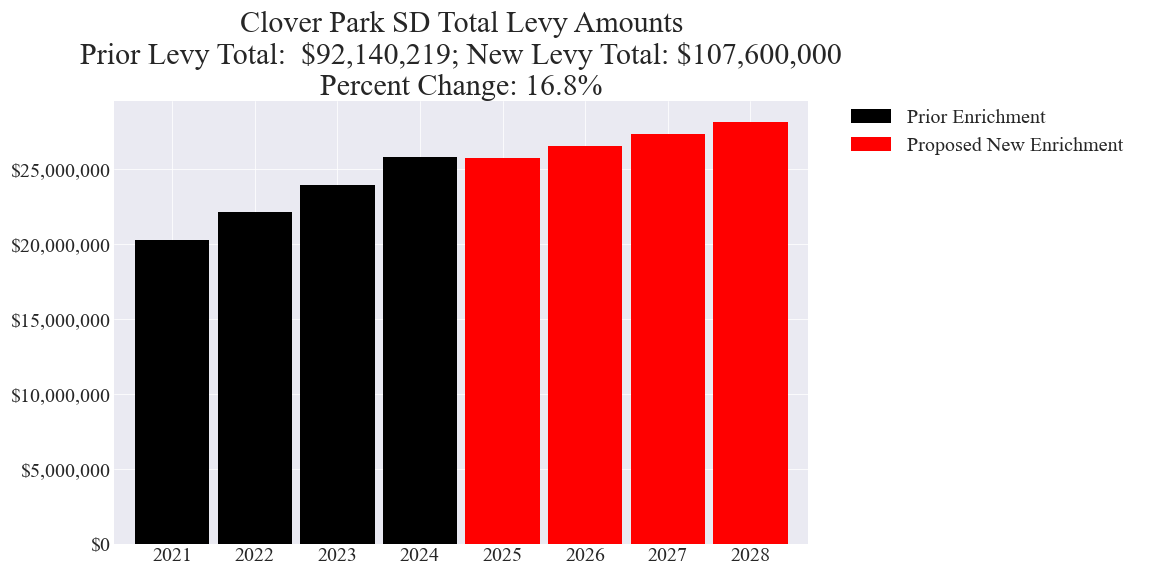 Clover Park SD Total Levy Amounts
Prior Levy Total:  $92,140,219; New Levy Total: $107,600,000
Percent Change: 16.8%
Prior Enrichment
Proposed New Enrichment
$25,000,000
$20,000,000
$15,000,000
$10,000,000
$5,000,000
$0
2021 2022 2023 2024 2025 2026 2027 2028